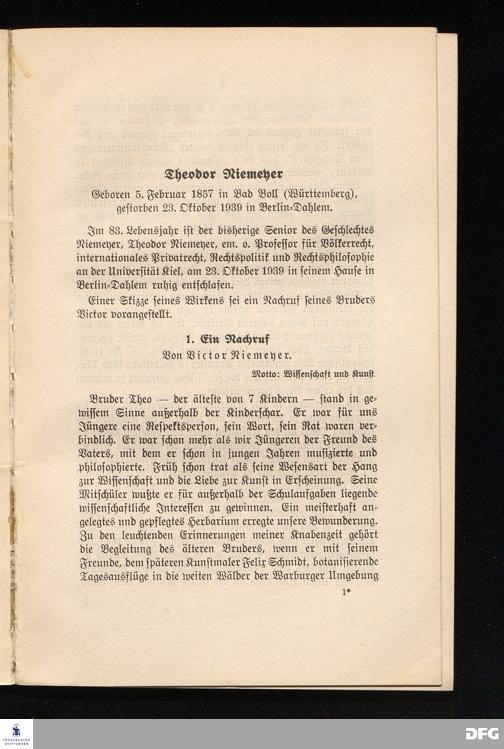 Theodor Niemeyer
Geboren 5. Februar 1857 in Bad Boll (Württemberg),
gestorben 23. Oktober 1939 in Berlin-Dahlem.
Im 83. Lebensjahr ist der bisherige Senior des Geschlechtes
Niemeyer, Theodor Niemeyer, em. o. Professor für Völkerrecht,
internationales Privatrecht, Rechtspolitik und Rechtsphilosophie
an der Universität Kiel, am 23. Oktober 1939 in seinem Hause in
Berlin-Dahlem ruhig entschlafen.
Einer Skizze seines Wirkens sei ein Nachruf seines Bruders
Victor vorangestellt.
1. Ein Nachruf
Von Victor Niemeyer.
Motto: Wissenschaft und Kunst
Bruder Theo — der älteste von 7 Kindern — stand in ge-
wissem Sinne außerhalb der Kinderschar. Er war für uns
Jüngere eine Respektsperson, sein Wort, sein Rat waren ver-
bindlich. Er war schon mehr als wir Jüngeren der Freund des
Vaters, mit dem er schon in jungen Jahren musizierte und
philosophierte. Früh schon trat als seine Wesensart der Hang
zur Wissenschaft und die Liebe zur Kunst in Erscheinung. Seine
Mitschüler wußte er für außerhalb der Schulaufgaben liegende
wissenschaftliche Interessen zu gewinnen. Ein meisterhaft an-
gelegtes und gepflegtes Herbarium erregte unsere Bewunderung.
Zu den leuchtenden Erinnerungen meiner Knabenzeit gehört
die Begleitung des älteren Bruders, wenn er mit seinem
Freunde, dem späteren Kunstmaler Felix Schmidt, botanisierende
Tagesausflüge in die weiten Wälder der Warburger Umgebung
1*
FRANCKESCHE
STIFTUNGEN
DFG